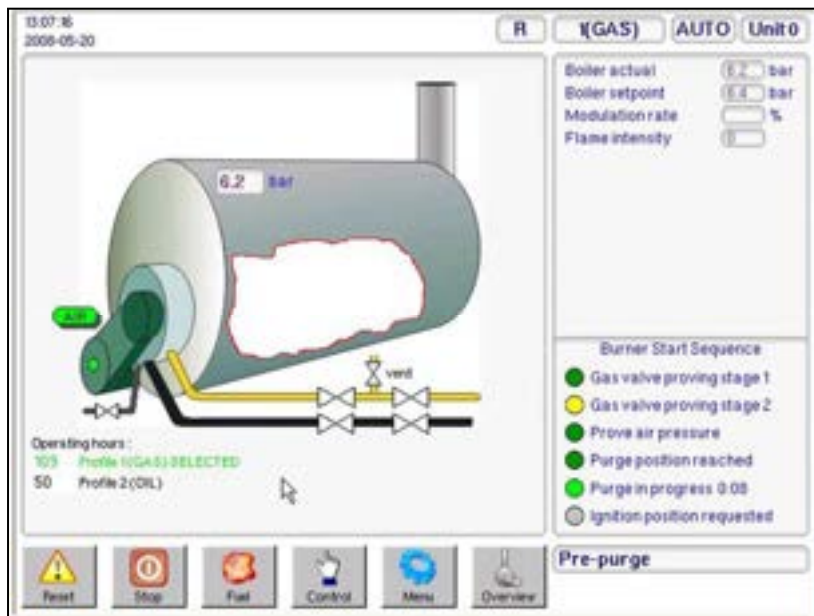 13:07:16
2008-05-20
R
1(GAS)
AUTO
Unit 0
Boiler actual 6.2 bar
Boiler setpoint 6.4 bar
Modulation rate %
Flame intensity 0
6.2 bar
AIR
vent
Operating hours:
Profile 1(GAS) SELECTED
50 Profile 2 (OIL)
Burner Start Sequence
Gas valve proving stage 1
Gas valve proving stage 2
Prove air pressure
Purge position reached
Purge in progress 0:08
Ignition position requested
Pre-purge
Reset
Stop
Fuel
Control
Menu
Overview